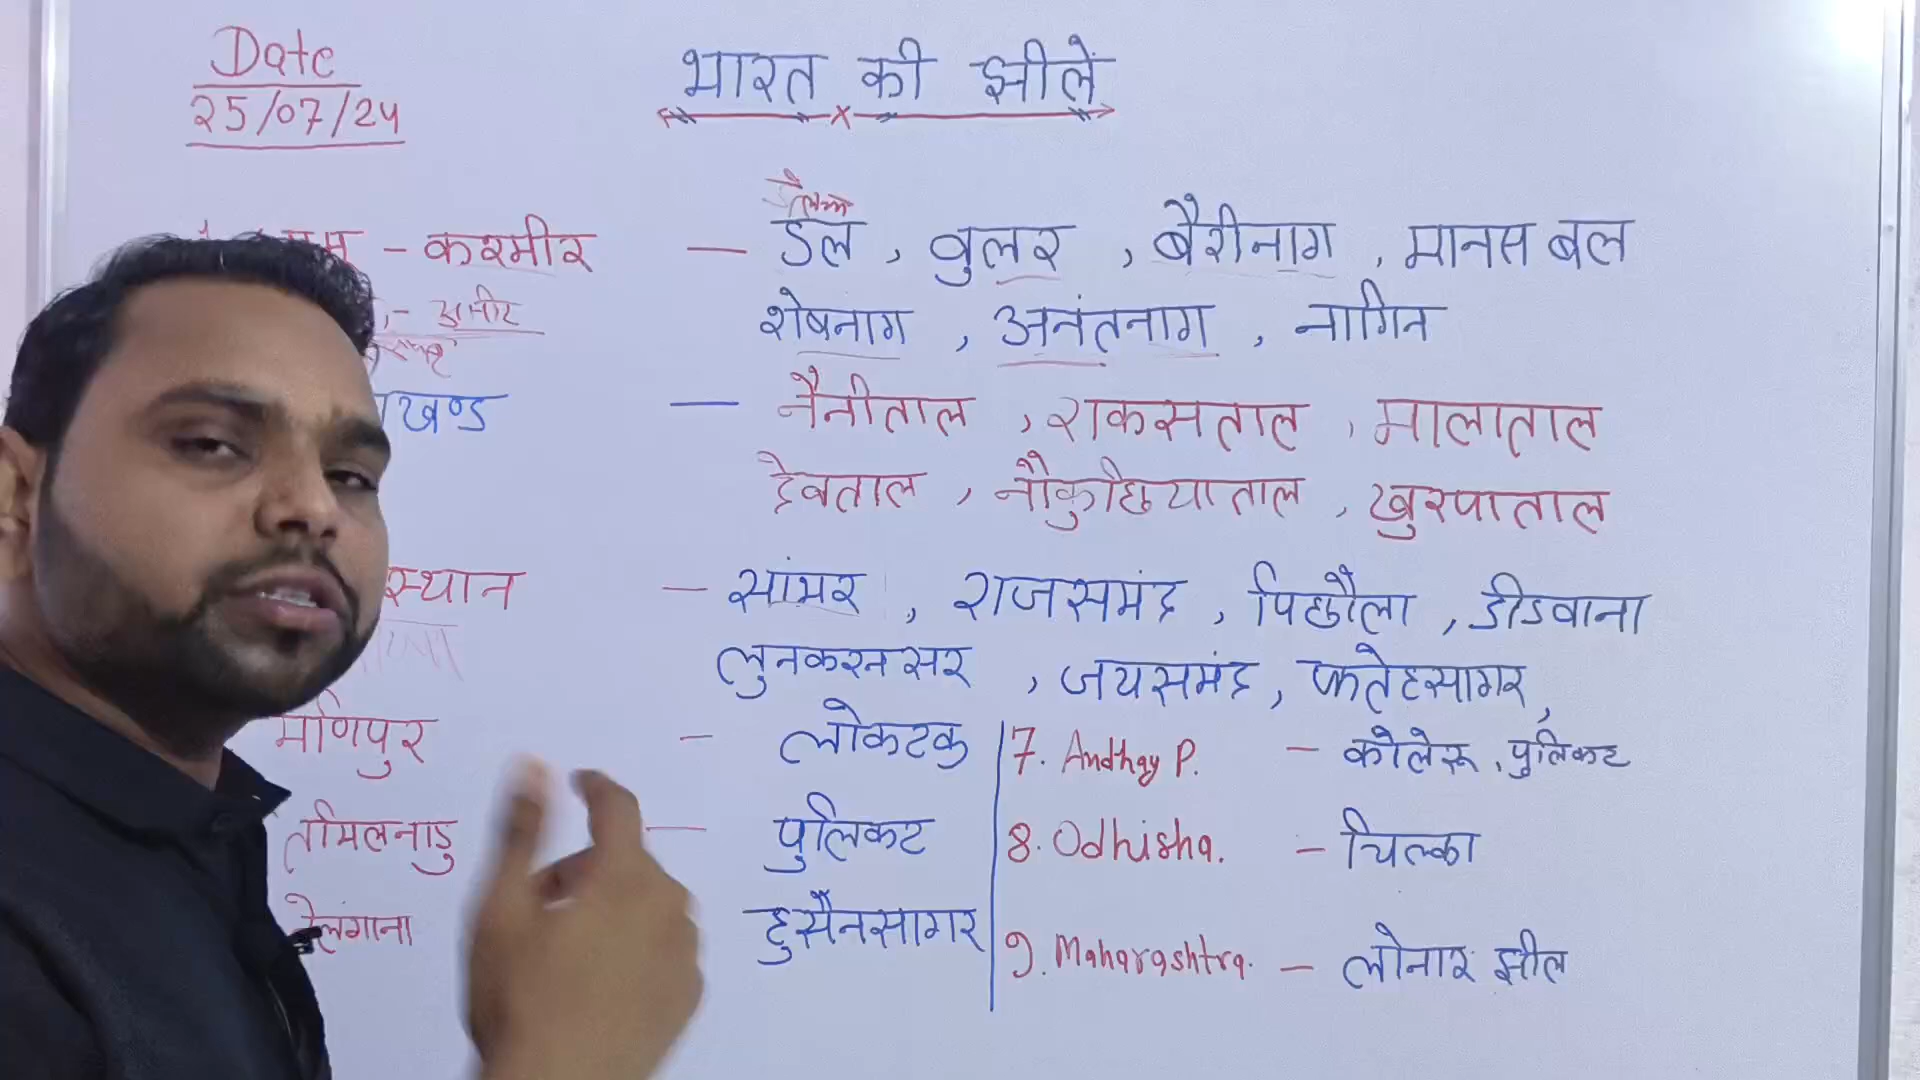 Date
25/07/24
भारत की झीलें
- कश्मीर — डल , वुलर , बैरीनाग , मानस बल
शेषनाग , अनंतनाग , नागिन
खण्ड — नैनीताल , राकसताल , मालाताल
देवताल , नौकुछियाताल , खुरपाताल
स्थान — सांभर , राजसमंद , पिछौला , डीडवाना
लुनकरनसर , जयसमंद , फतेहसागर ,
मणिपुर - लोकटक
तमिलनाडु — पुलिकट
तेलंगाना हुसैनसागर
7. Andhay P. - कोलेरू , पुलिकट
8. Odhisha. - चिल्का
9. Maharashtra. - लोनार झील